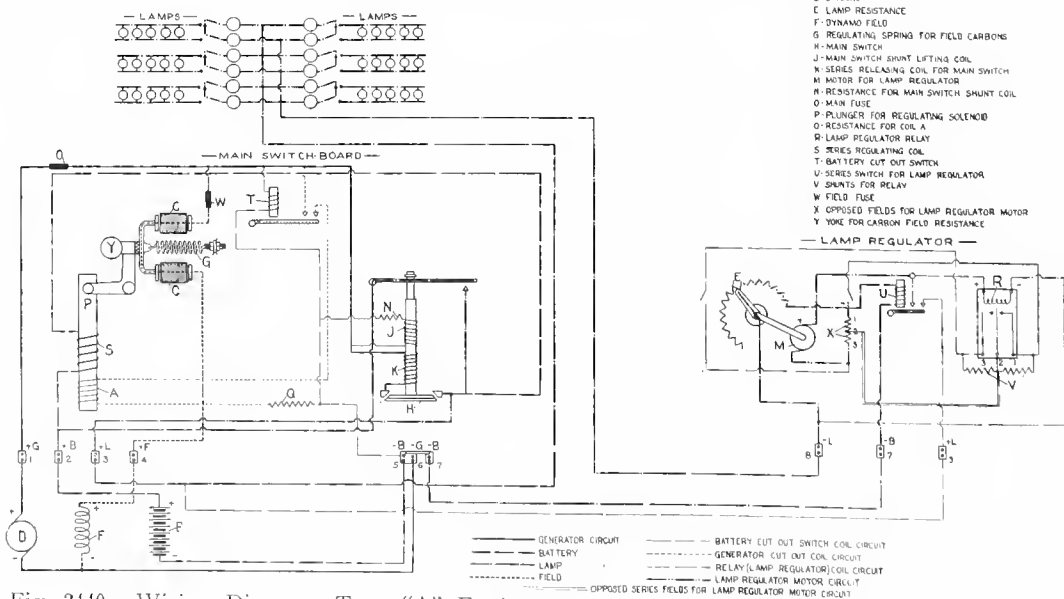 LAMPS
LAMPS
E LAMP RESISTANCE
F - DYNAMO FIELD
G REGULATING SPRING FOR FIELD CARBONS
H - MAIN SWITCH
J - MAIN SWITCH SHUNT LIFTING COIL
K - SERIES RELEASING COIL FOR MAIN SWITCH
M MOTOR FOR LAMP REGULATOR
N - RESISTANCE FOR MAIN SWITCH SHUNT COIL
O - MAIN FUSE
P - PLUNGER FOR REGULATING SOLENOID
Q - RESISTANCE FOR COIL A
R - LAMP REGULATOR RELAY
S SERIES REGULATING COIL
T - BATTERY CUT OUT SWITCH
U - SERIES SWITCH FOR LAMP REGULATOR
V SHUNTS FOR RELAY
W FIELD FUSE
X OPPOSED FIELDS FOR LAMP REGULATOR MOTOR
Y YOKE FOR CARBON FIELD RESISTANCE
MAIN SWITCH-BOARD
LAMP REGULATOR
O
C
W
T
Y
G
C
P
S
A
N
J
K
H
Q
E
M
X
1
2
3
U
R
3 2 1
V
+G
1
+B
2
+L
3
+F
4
-B -G -B
5 6 7
-L
8
-B
7
+L
D
F
GENERATOR CIRCUIT
BATTERY
LAMP
FIELD
BATTERY CUT OUT SWITCH COIL CIRCUIT
GENERATOR CUT OUT COIL CIRCUIT
RELAY (LAMP REGULATOR) COIL CIRCUIT
LAMP REGULATOR MOTOR CIRCUIT
OPPOSED SERIES FIELDS FOR LAMP REGULATOR MOTOR CIRCUIT
Wiring Diagram